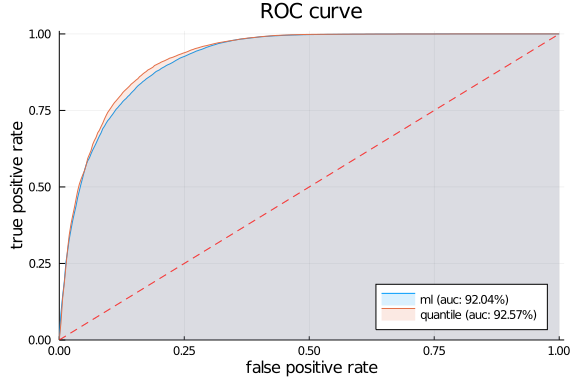 ROC curve
true positive rate
1.00
0.75
0.50
0.25
0.00
0.00 0.25 0.50 0.75 1.00
false positive rate
ml (auc: 92.04%)
quantile (auc: 92.57%)